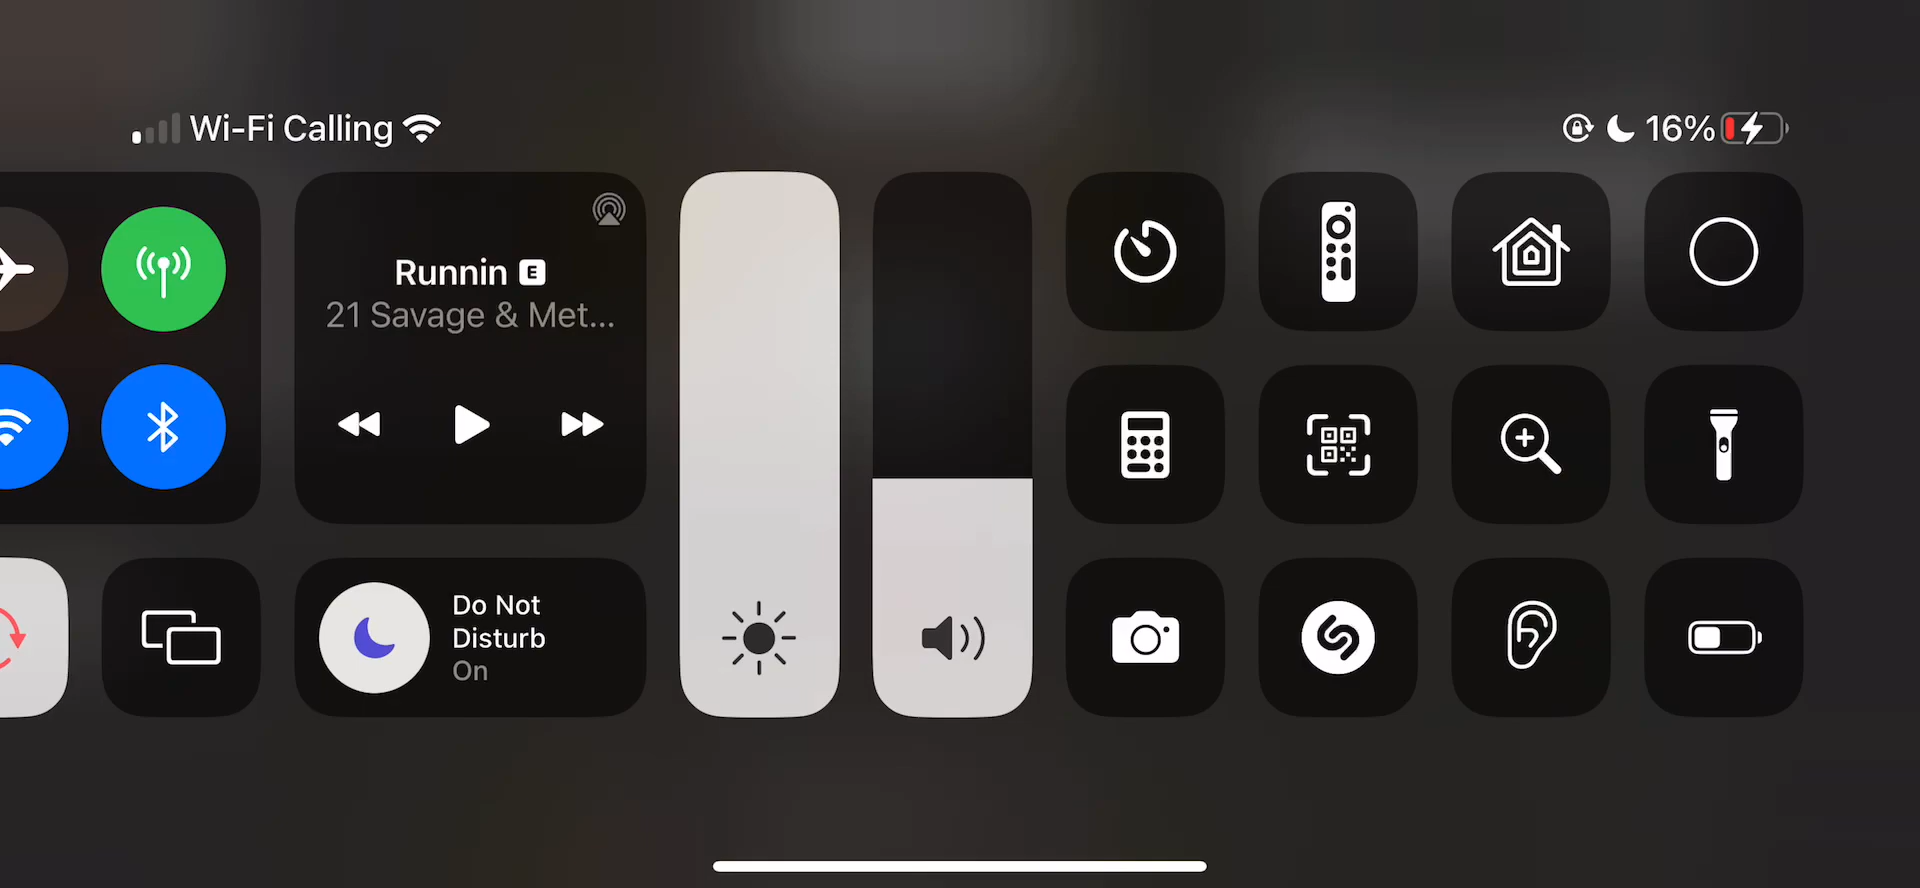 Wi-Fi Calling
16%
Runnin E
21 Savage & Met...
Do Not
Disturb
On